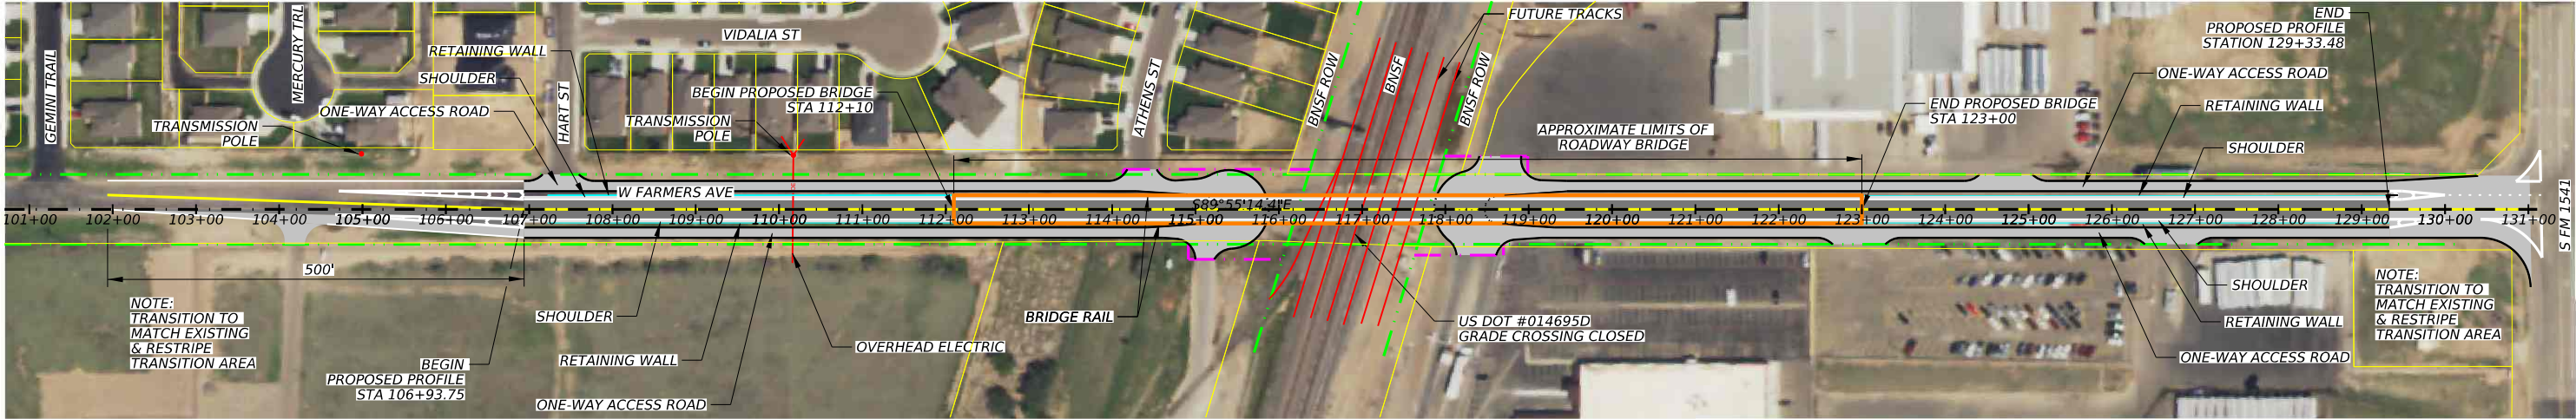 GEMINI TRAIL
MERCURY TRL
RETAINING WALL
SHOULDER
ONE-WAY ACCESS ROAD
TRANSMISSION
POLE
HART ST
VIDALIA ST
BEGIN PROPOSED BRIDGE
STA 112+10
TRANSMISSION
POLE
ATHENS ST
BNSF ROW
BNSF
BNSF ROW
FUTURE TRACKS
APPROXIMATE LIMITS OF
ROADWAY BRIDGE
END PROPOSED BRIDGE
STA 123+00
END
PROPOSED PROFILE
STATION 129+33.48
ONE-WAY ACCESS ROAD
RETAINING WALL
SHOULDER
W FARMERS AVE
S89°55'14.4"E
101+00 102+00 103+00 104+00 105+00 106+00 107+00 108+00 109+00 110+00 111+00 112+00 113+00 114+00 115+00 116+00 117+00 118+00 119+00 120+00 121+00 122+00 123+00 124+00 125+00 126+00 127+00 128+00 129+00 130+00 131+00
S FM 1541
500'
NOTE:
TRANSITION TO
MATCH EXISTING
& RESTRIPE
TRANSITION AREA
BEGIN
PROPOSED PROFILE
STA 106+93.75
SHOULDER
RETAINING WALL
ONE-WAY ACCESS ROAD
OVERHEAD ELECTRIC
BRIDGE RAIL
US DOT #014695D
GRADE CROSSING CLOSED
SHOULDER
RETAINING WALL
ONE-WAY ACCESS ROAD
NOTE:
TRANSITION TO
MATCH EXISTING
& RESTRIPE
TRANSITION AREA